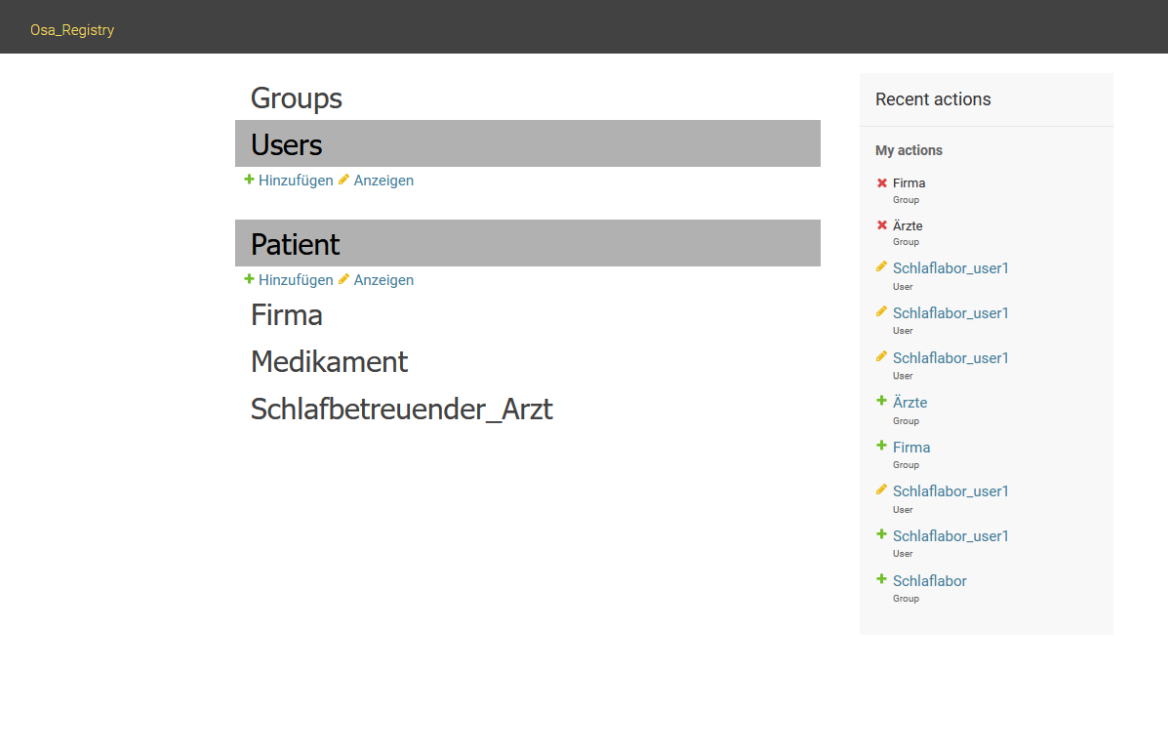 Osa_Registry
Groups
Users
Hinzufügen Anzeigen
Patient
Hinzufügen Anzeigen
Firma
Medikament
Schlafbetreuender_Arzt
Recent actions
My actions
Firma
Group
Ärzte
Group
Schlaflabor_user1
User
Schlaflabor_user1
User
Schlaflabor_user1
User
Ärzte
Group
Firma
Group
Schlaflabor_user1
User
Schlaflabor_user1
User
Schlaflabor
Group